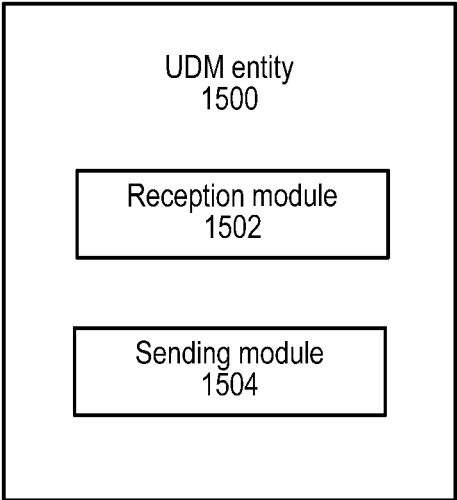 UDM entity
1500
Reception module
1502
Sending module
1504